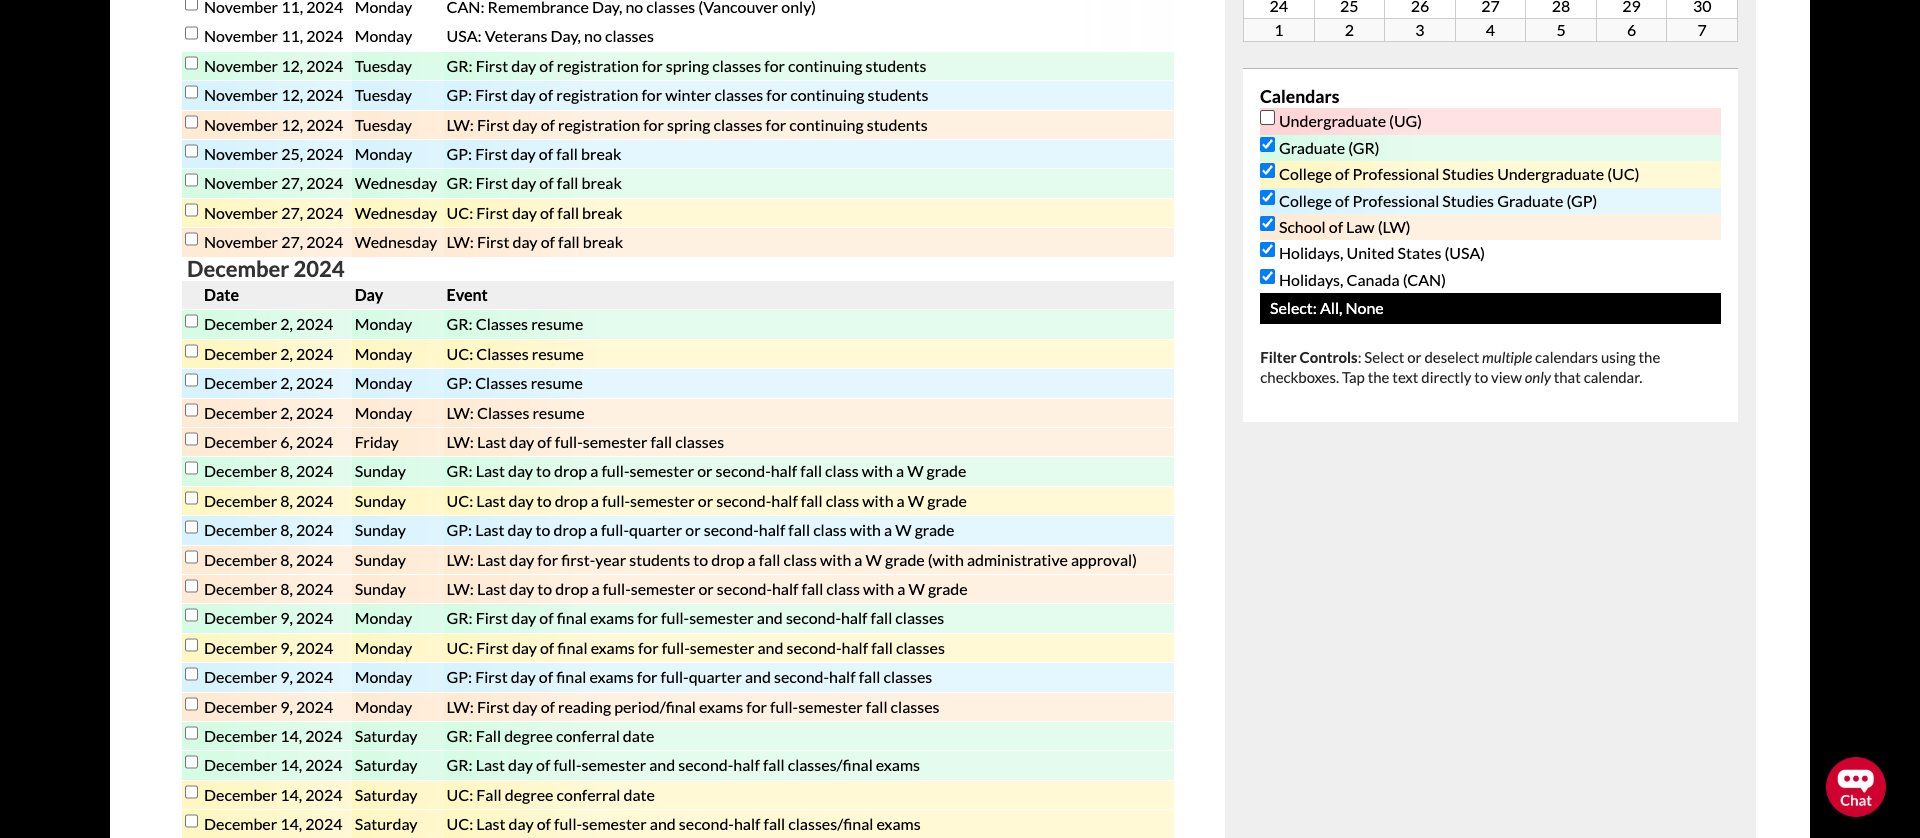 November 11, 2024 Monday CAN: Remembrance Day, no classes (Vancouver only)
November 11, 2024 Monday USA: Veterans Day, no classes
November 12, 2024 Tuesday GR: First day of registration for spring classes for continuing students
November 12, 2024 Tuesday GP: First day of registration for winter classes for continuing students
November 12, 2024 Tuesday LW: First day of registration for spring classes for continuing students
November 25, 2024 Monday GP: First day of fall break
November 27, 2024 Wednesday GR: First day of fall break
November 27, 2024 Wednesday UC: First day of fall break
November 27, 2024 Wednesday LW: First day of fall break
December 2024
Date Day Event
December 2, 2024 Monday GR: Classes resume
December 2, 2024 Monday UC: Classes resume
December 2, 2024 Monday GP: Classes resume
December 2, 2024 Monday LW: Classes resume
December 6, 2024 Friday LW: Last day of full-semester fall classes
December 8, 2024 Sunday GR: Last day to drop a full-semester or second-half fall class with a W grade
December 8, 2024 Sunday UC: Last day to drop a full-semester or second-half fall class with a W grade
December 8, 2024 Sunday GP: Last day to drop a full-quarter or second-half fall class with a W grade
December 8, 2024 Sunday LW: Last day for first-year students to drop a fall class with a W grade (with administrative approval)
December 8, 2024 Sunday LW: Last day to drop a full-semester or second-half fall class with a W grade
December 9, 2024 Monday GR: First day of final exams for full-semester and second-half fall classes
December 9, 2024 Monday UC: First day of final exams for full-semester and second-half fall classes
December 9, 2024 Monday GP: First day of final exams for full-quarter and second-half fall classes
December 9, 2024 Monday LW: First day of reading period/final exams for full-semester fall classes
December 14, 2024 Saturday GR: Fall degree conferral date
December 14, 2024 Saturday GR: Last day of full-semester and second-half fall classes/final exams
December 14, 2024 Saturday UC: Fall degree conferral date
December 14, 2024 Saturday UC: Last day of full-semester and second-half fall classes/final exams
24 25 26 27 28 29 30
1 2 3 4 5 6 7
Calendars
Undergraduate (UG)
Graduate (GR)
College of Professional Studies Undergraduate (UC)
College of Professional Studies Graduate (GP)
School of Law (LW)
Holidays, United States (USA)
Holidays, Canada (CAN)
Select: All, None
Filter Controls: Select or deselect multiple calendars using the
checkboxes. Tap the text directly to view only that calendar.
Chat